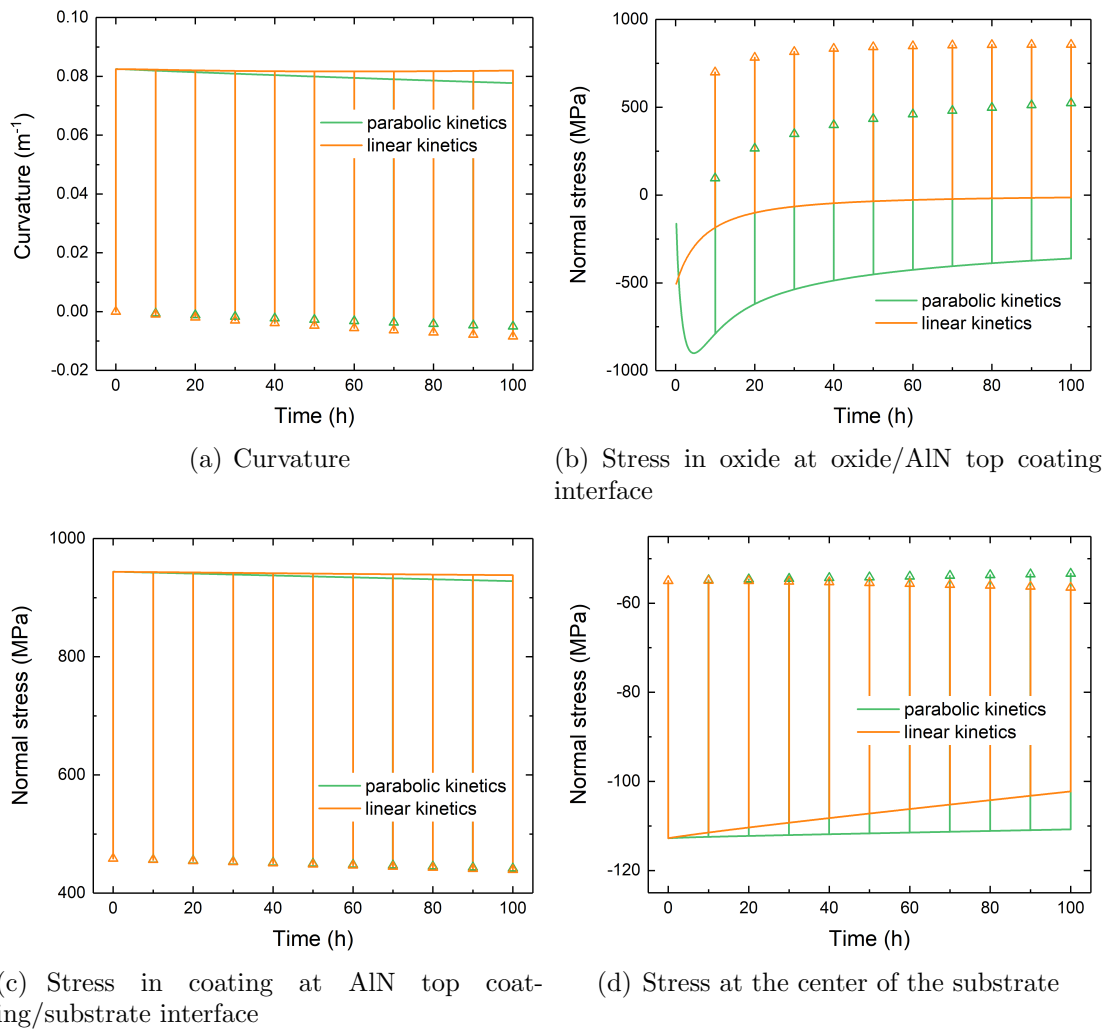 0.10
0.08
0.06
0.04
0.02
0.00
-0.02
Curvature (m-1)
parabolic kinetics
linear kinetics
0 20 40 60 80 100
Time (h)
(a) Curvature
1000
500
0
-500
-1000
Normal stress (MPa)
parabolic kinetics
linear kinetics
0 20 40 60 80 100
Time (h)
(b) Stress in oxide at oxide/AlN top coating
interface
1000
800
600
400
Normal stress (MPa)
parabolic kinetics
linear kinetics
0 20 40 60 80 100
Time (h)
(c) Stress in coating at AlN top coat-
ing/substrate interface
-60
-80
-100
-120
Normal stress (MPa)
parabolic kinetics
linear kinetics
0 20 40 60 80 100
Time (h)
(d) Stress at the center of the substrate